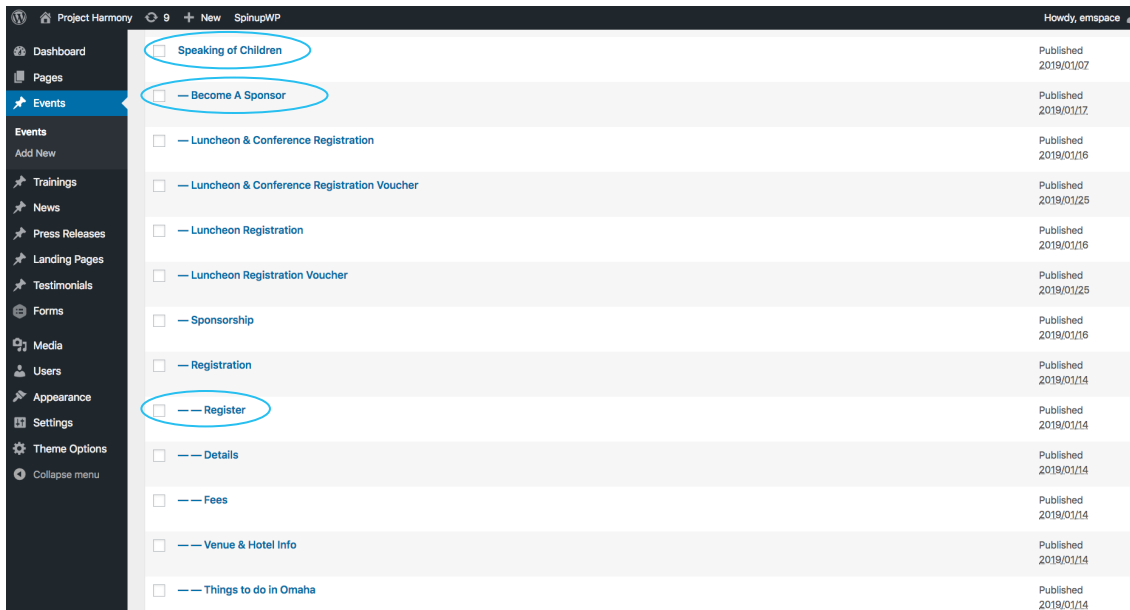 Project Harmony 9 New SpinupWP Howdy, emspace
Dashboard
Pages
Events
Events
Add New
Trainings
News
Press Releases
Landing Pages
Testimonials
Forms
Media
Users
Appearance
Settings
Theme Options
Collapse menu
Speaking of Children Published
2019/01/07
— Become A Sponsor Published
2019/01/17
— Luncheon & Conference Registration Published
2019/01/16
— Luncheon & Conference Registration Voucher Published
2019/01/25
— Luncheon Registration Published
2019/01/16
— Luncheon Registration Voucher Published
2019/01/25
— Sponsorship Published
2019/01/16
— Registration Published
2019/01/14
— — Register Published
2019/01/14
— — Details Published
2019/01/14
— — Fees Published
2019/01/14
— — Venue & Hotel Info Published
2019/01/14
— — Things to do in Omaha Published
2019/01/14